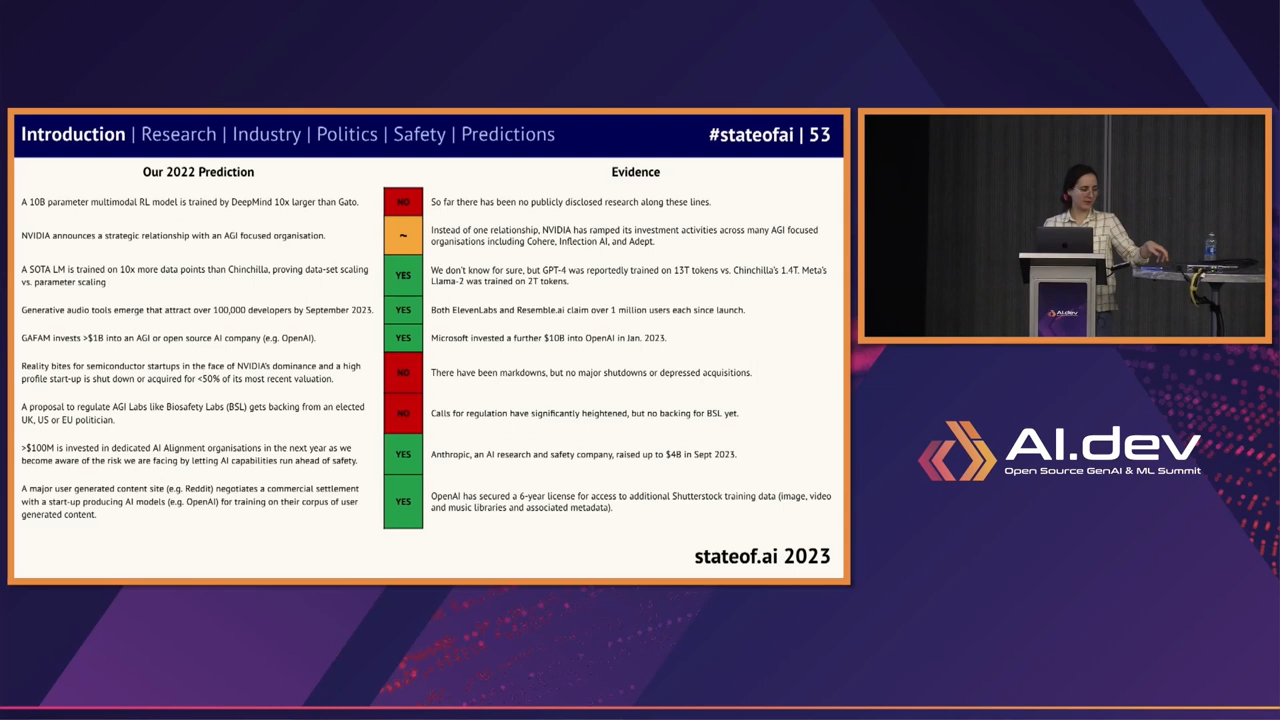 Introduction | Research | Industry | Politics | Safety | Predictions
#stateofai | 53
Our 2022 Prediction
Evidence
A 10B parameter multimodal RL model is trained by DeepMind 10x larger than Gato.
NO
So far there has been no publicly disclosed research along these lines.
NVIDIA announces a strategic relationship with an AGI focused organisation.
~
Instead of one relationship, NVIDIA has ramped its investment activities across many AGI focused
organisations including Cohere, Inflection AI, and Adept.
A SOTA LM is trained on 10x more data points than Chinchilla, proving data-set scaling
vs. parameter scaling
YES
We don't know for sure, but GPT-4 was reportedly trained on 13T tokens vs. Chinchilla's 1.4T. Meta's
Llama-2 was trained on 2T tokens.
Generative audio tools emerge that attract over 100,000 developers by September 2023.
YES
Both ElevenLabs and Resemble.ai claim over 1 million users each since launch.
GAFAM invests >$1B into an AGI or open source AI company (e.g. OpenAI).
YES
Microsoft invested a further $10B into OpenAI in Jan. 2023.
Reality bites for semiconductor startups in the face of NVIDIA's dominance and a high
profile start-up is shut down or acquired for <50% of its most recent valuation.
NO
There have been markdowns, but no major shutdowns or depressed acquisitions.
A proposal to regulate AGI Labs like Biosafety Labs (BSL) gets backing from an elected
UK, US or EU politician.
NO
Calls for regulation have significantly heightened, but no backing for BSL yet.
>$100M is invested in dedicated AI Alignment organisations in the next year as we
become aware of the risk we are facing by letting AI capabilities run ahead of safety.
YES
Anthropic, an AI research and safety company, raised up to $4B in Sept 2023.
A major user generated content site (e.g. Reddit) negotiates a commercial settlement
with a start-up producing AI models (e.g. OpenAI) for training on their corpus of user
generated content.
YES
OpenAI has secured a 6-year license for access to additional Shutterstock training data (image, video
and music libraries and associated metadata).
stateof.ai 2023
AI.dev
AI.dev
Open Source GenAI & ML Summit